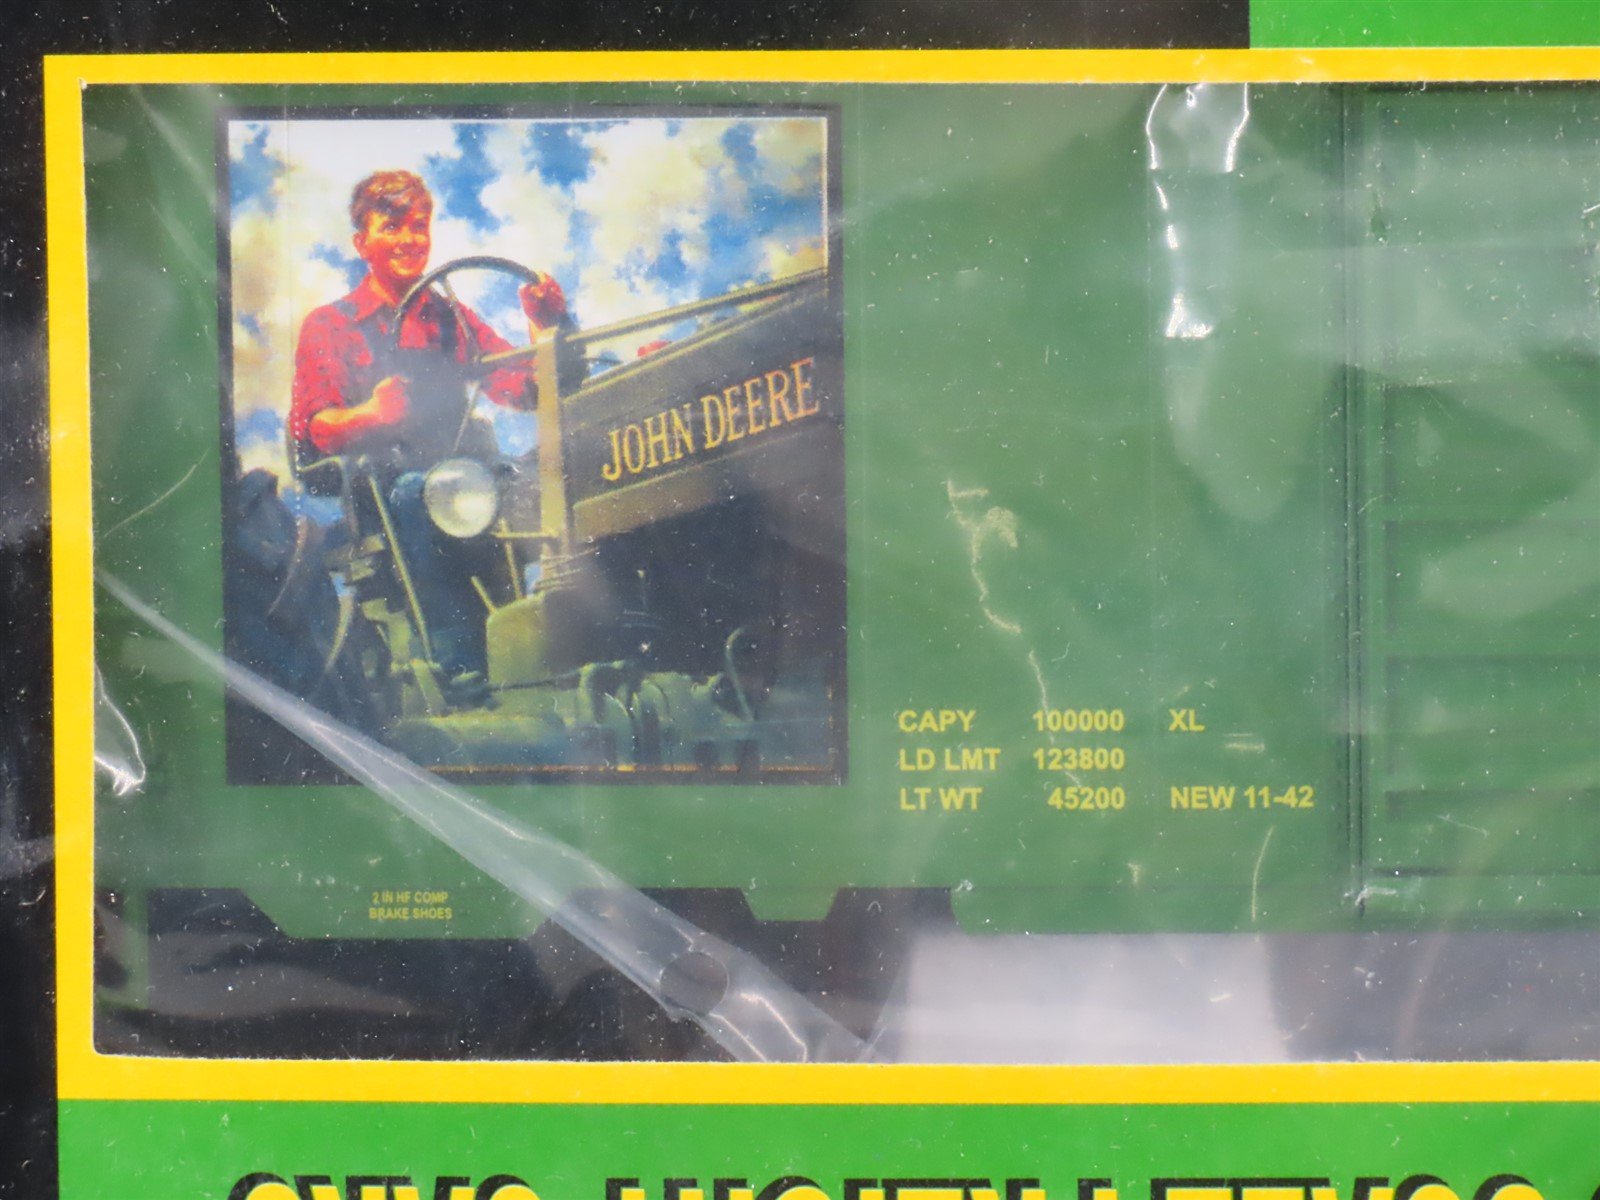 JOHN DEERE
CAPY 100000 XL
LD LMT 123800
LT WT 45200 NEW 11-42
2 IN HF COMP
BRAKE SHOES